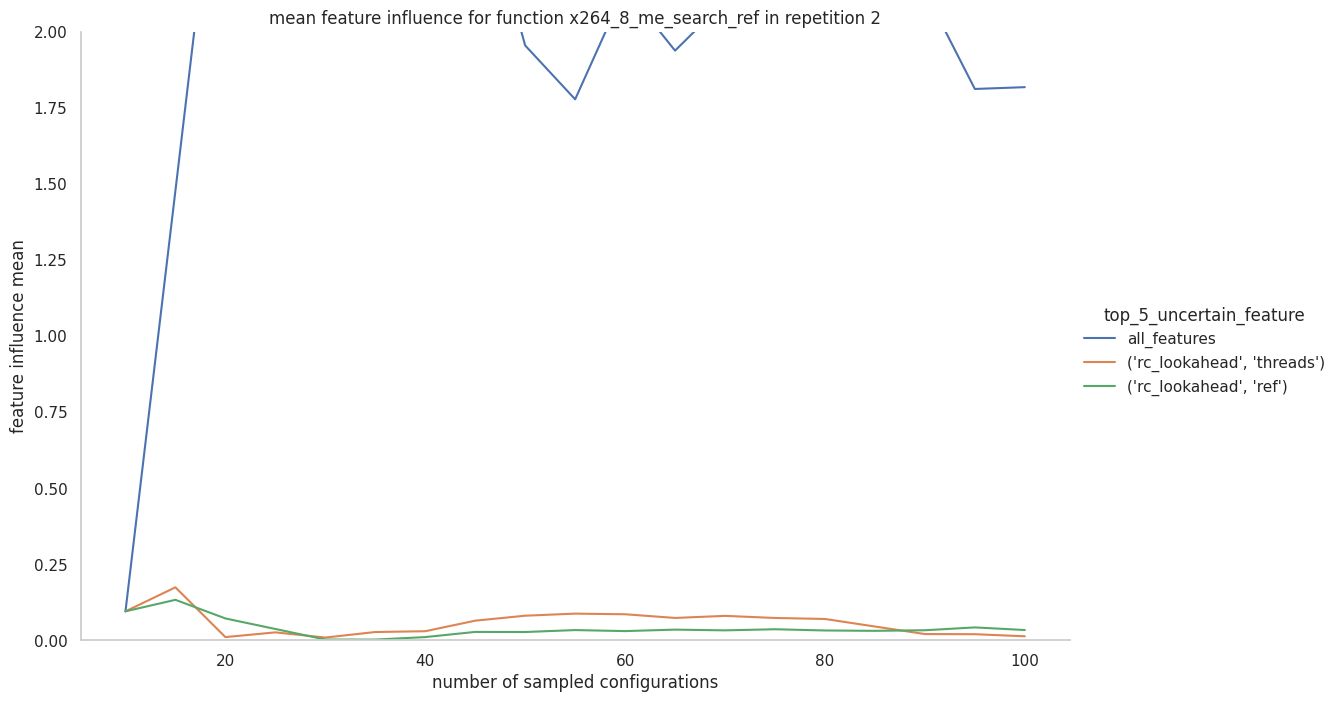 mean feature influence for function x264_8_me_search_ref in repetition 2
feature influence mean
2.00
1.75
1.50
1.25
1.00
0.75
0.50
0.25
0.00
20
40
60
80
100
number of sampled configurations
top_5_uncertain_feature
all_features
('rc_lookahead', 'threads')
('rc_lookahead', 'ref')